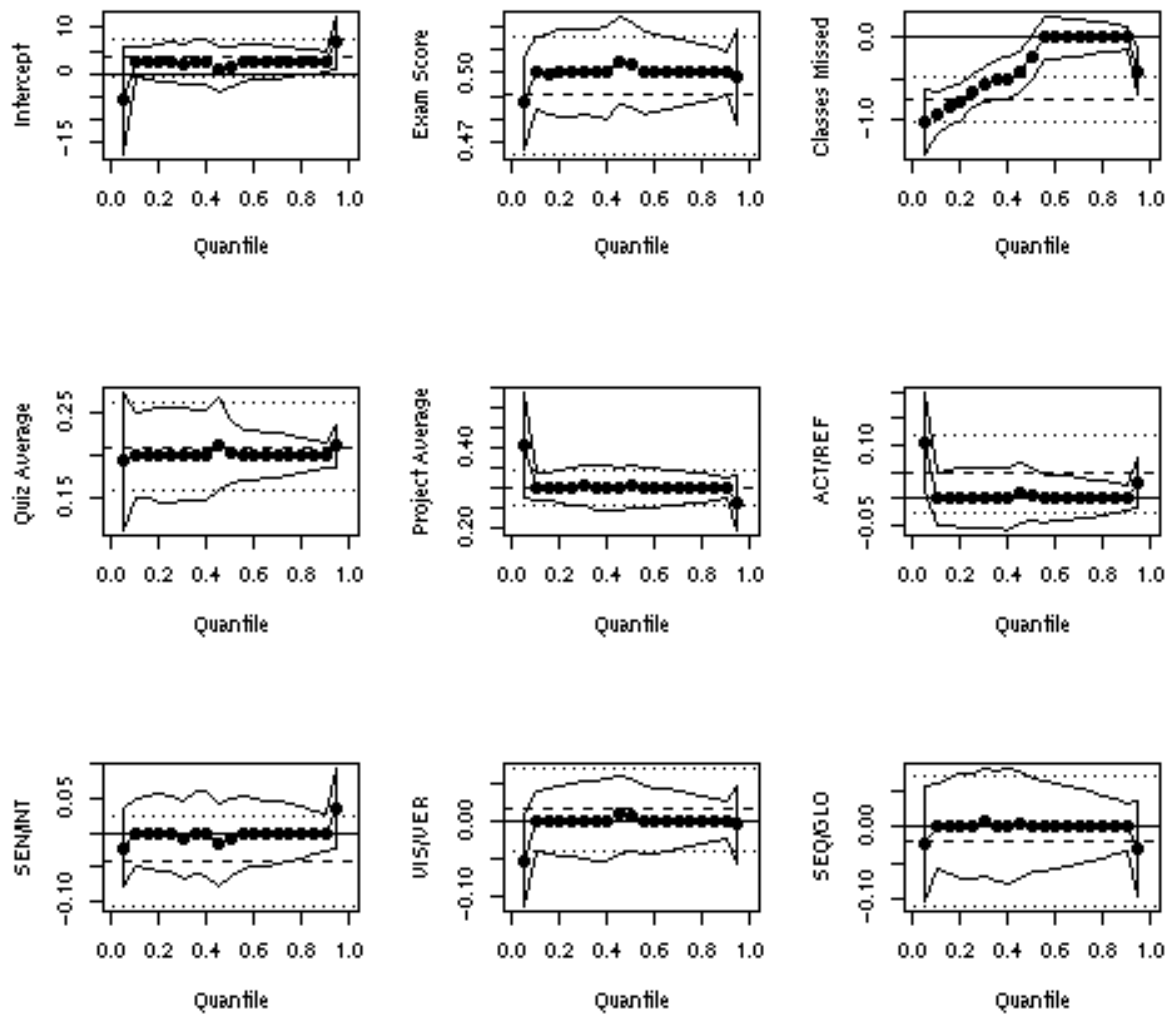 Intercept
10
0
-15
0.0 0.2 0.4 0.6 0.8 1.0
Quantile
Exam Score
0.50
0.47
0.0 0.2 0.4 0.6 0.8 1.0
Quantile
Classes Missed
0.0
-1.0
0.0 0.2 0.4 0.6 0.8 1.0
Quantile
Quiz Average
0.25
0.15
0.0 0.2 0.4 0.6 0.8 1.0
Quantile
Project Average
0.40
0.20
0.0 0.2 0.4 0.6 0.8 1.0
Quantile
ACT/REF
0.10
-0.05
0.0 0.2 0.4 0.6 0.8 1.0
Quantile
SEN/INT
0.05
-0.10
0.0 0.2 0.4 0.6 0.8 1.0
Quantile
VIS/VER
0.00
-0.10
0.0 0.2 0.4 0.6 0.8 1.0
Quantile
SEQ/GLO
0.00
-0.10
0.0 0.2 0.4 0.6 0.8 1.0
Quantile